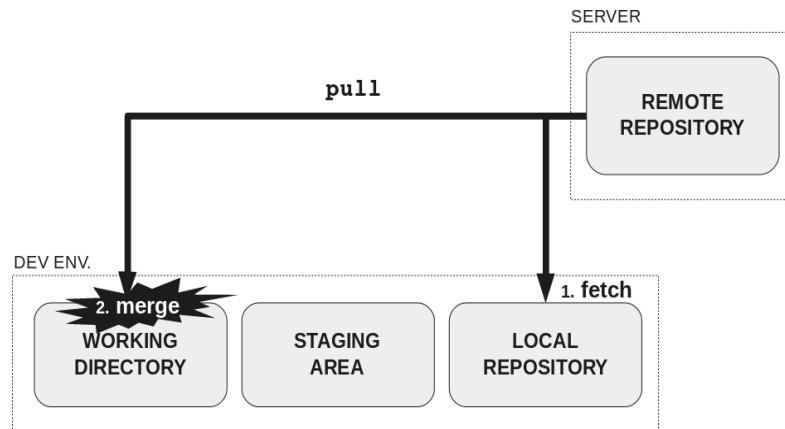 SERVER
REMOTE
REPOSITORY
pull
DEV ENV.
1. fetch
2. merge
WORKING
DIRECTORY
STAGING
AREA
LOCAL
REPOSITORY